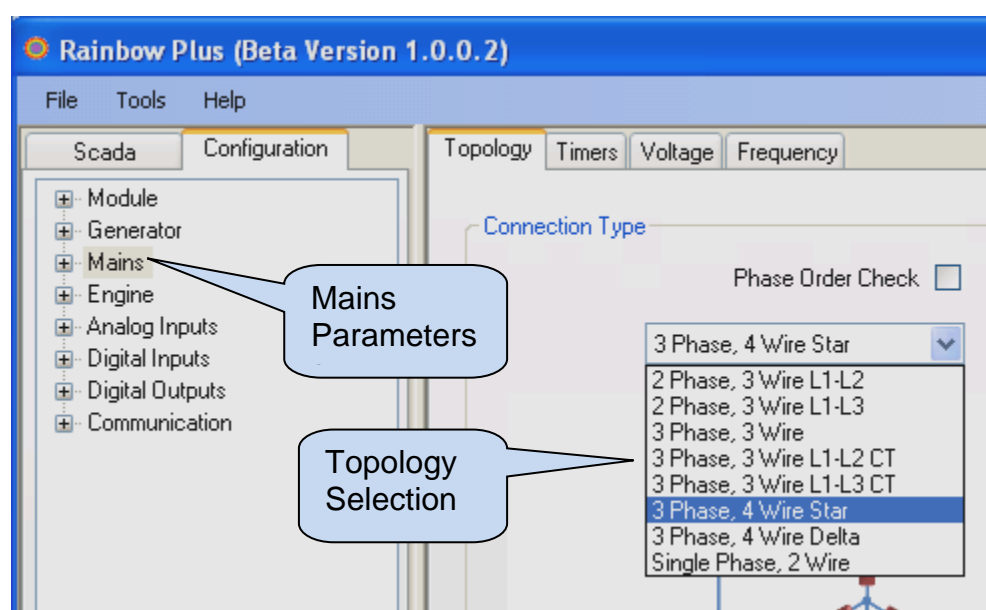 Rainbow Plus (Beta Version 1.0.0.2)
File Tools Help
Scada Configuration
Topology Timers Voltage Frequency
Module
Generator
Mains
Engine
Analog Inputs
Digital Inputs
Digital Outputs
Communication
Mains
Parameters
Topology
Selection
Connection Type
Phase Order Check
3 Phase, 4 Wire Star
2 Phase, 3 Wire L1-L2
2 Phase, 3 Wire L1-L3
3 Phase, 3 Wire
3 Phase, 3 Wire L1-L2 CT
3 Phase, 3 Wire L1-L3 CT
3 Phase, 4 Wire Star
3 Phase, 4 Wire Delta
Single Phase, 2 Wire